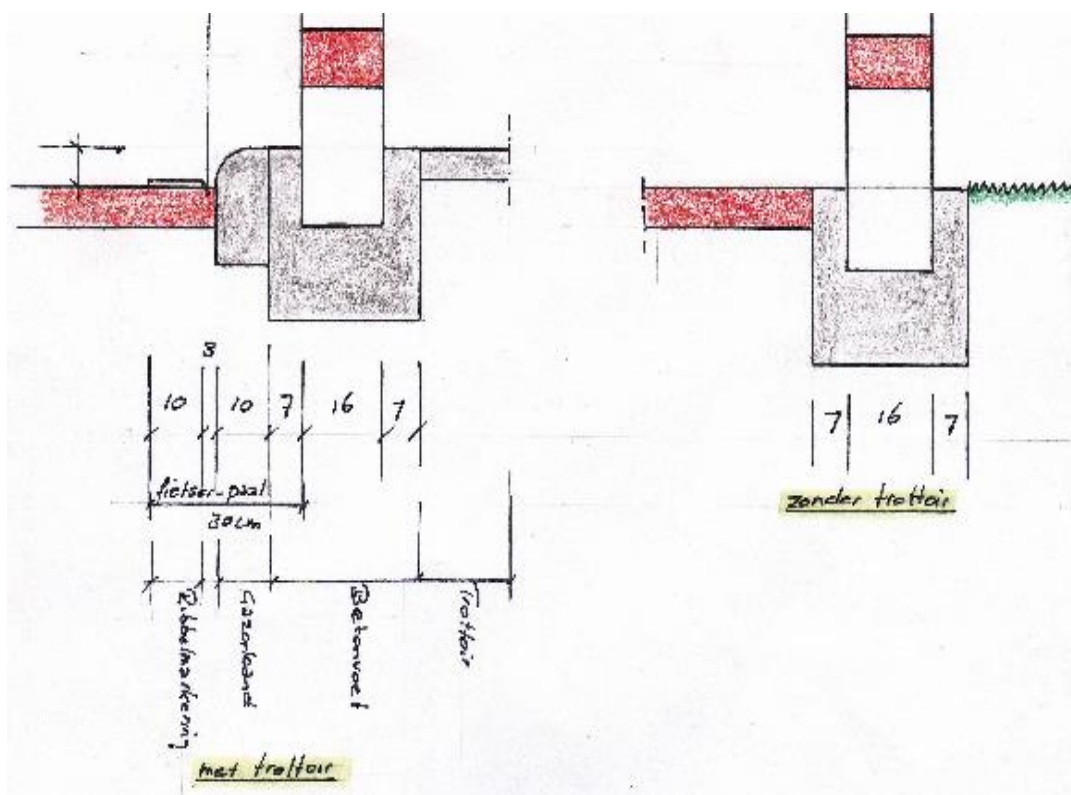 3
10 10 7 16 7
fietser-paal
30cm
Ribbelmarkering
Gazonband
Betonvoet
Trottoir
met trottoir
7 16 7
zonder trottoir